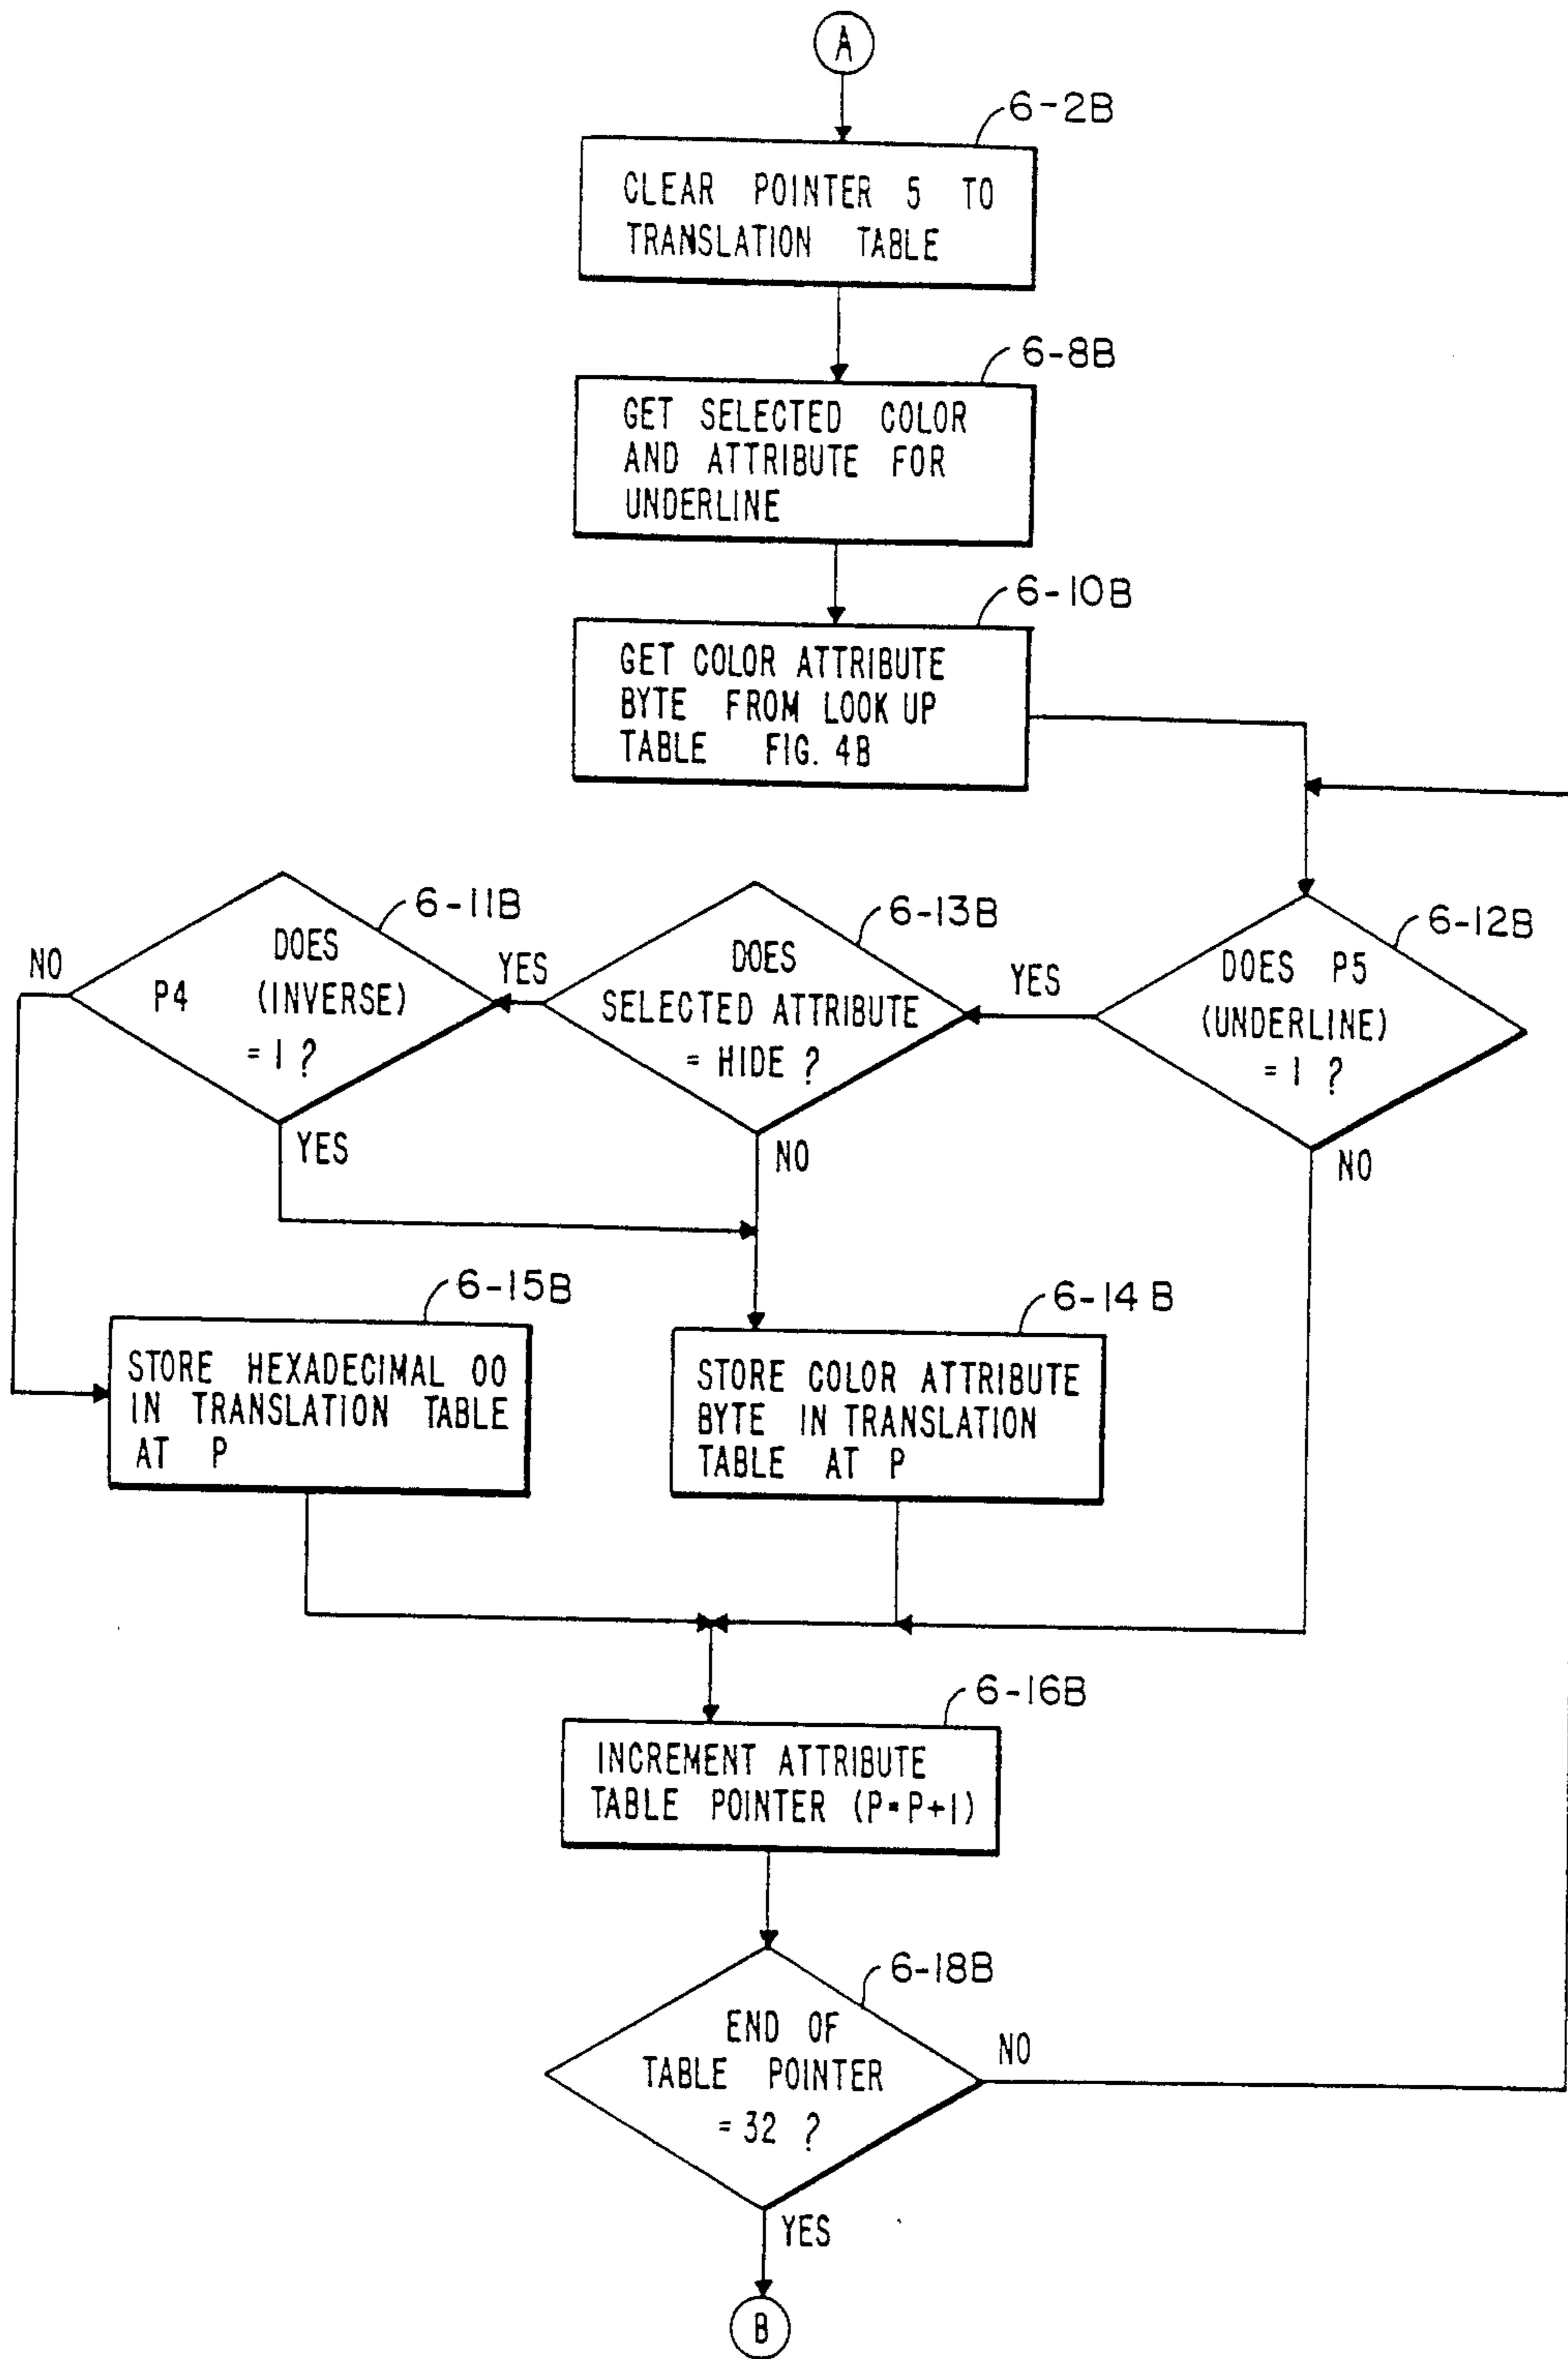 A
6-2B
CLEAR POINTER 5 TO
TRANSLATION TABLE
6-8B
GET SELECTED COLOR
AND ATTRIBUTE FOR
UNDERLINE
6-10B
GET COLOR ATTRIBUTE
BYTE FROM LOOK UP
TABLE FIG. 4B
6-11B
NO
DOES
P4 (INVERSE)
= 1 ?
YES
YES
6-13B
DOES
SELECTED ATTRIBUTE
= HIDE ?
YES
NO
6-12B
DOES P5
(UNDERLINE)
= 1 ?
NO
6-15B
STORE HEXADECIMAL 00
IN TRANSLATION TABLE
AT P
6-14B
STORE COLOR ATTRIBUTE
BYTE IN TRANSLATION
TABLE AT P
6-16B
INCREMENT ATTRIBUTE
TABLE POINTER (P=P+1)
6-18B
END OF
TABLE POINTER
= 32 ?
NO
YES
B